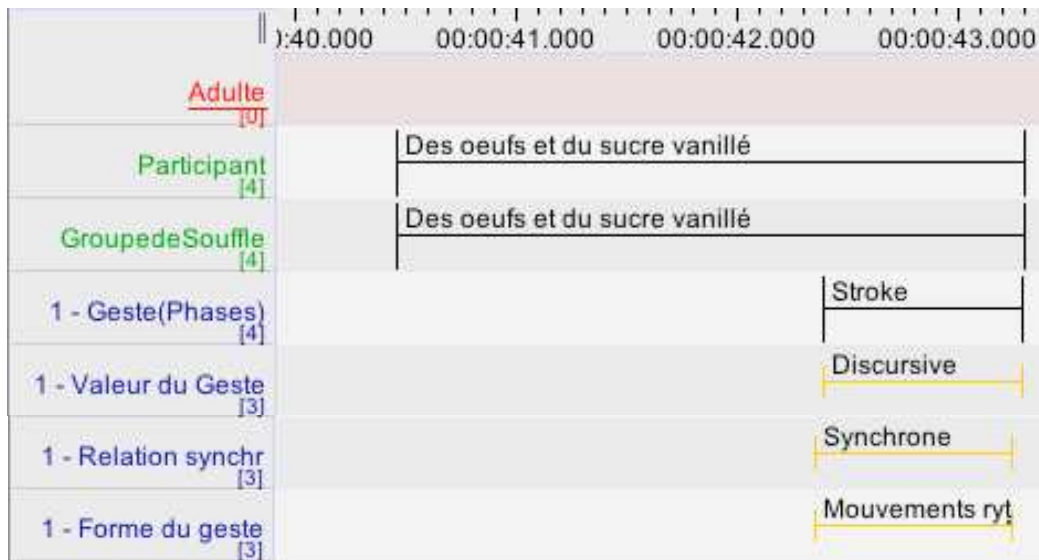 ):40.000 00:00:41.000 00:00:42.000 00:00:43.000
Adulte
[0]
Des oeufs et du sucre vanillé
Participant
[4]
Des oeufs et du sucre vanillé
GroupedeSouffle
[4]
Stroke
1 - Geste(Phases)
[4]
Discursive
1 - Valeur du Geste
[3]
Synchrone
1 - Relation synchr
[3]
Mouvements ryt
1 - Forme du geste
[3]